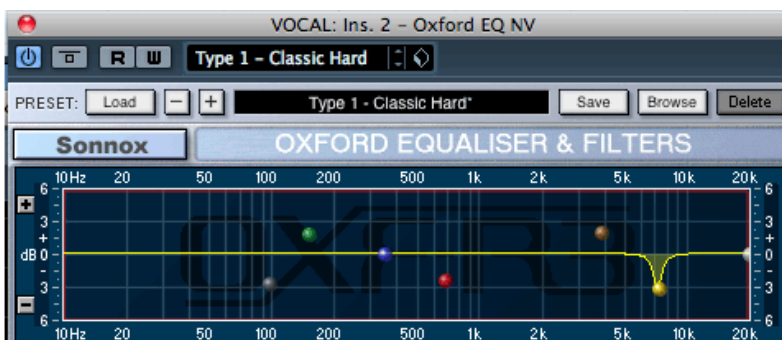 VOCAL: Ins. 2 – Oxford EQ NV
R W Type 1 – Classic Hard
PRESET: Load − + Type 1 - Classic Hard* Save Browse Delete
Sonnox OXFORD EQUALISER & FILTERS
10Hz 20 50 100 200 500 1k 2k 5k 10k 20k
6 6
+
3 3
+ +
dB 0 0
− −
3 3
−
6 6
OXFR3
10Hz 20 50 100 200 500 1k 2k 5k 10k 20k